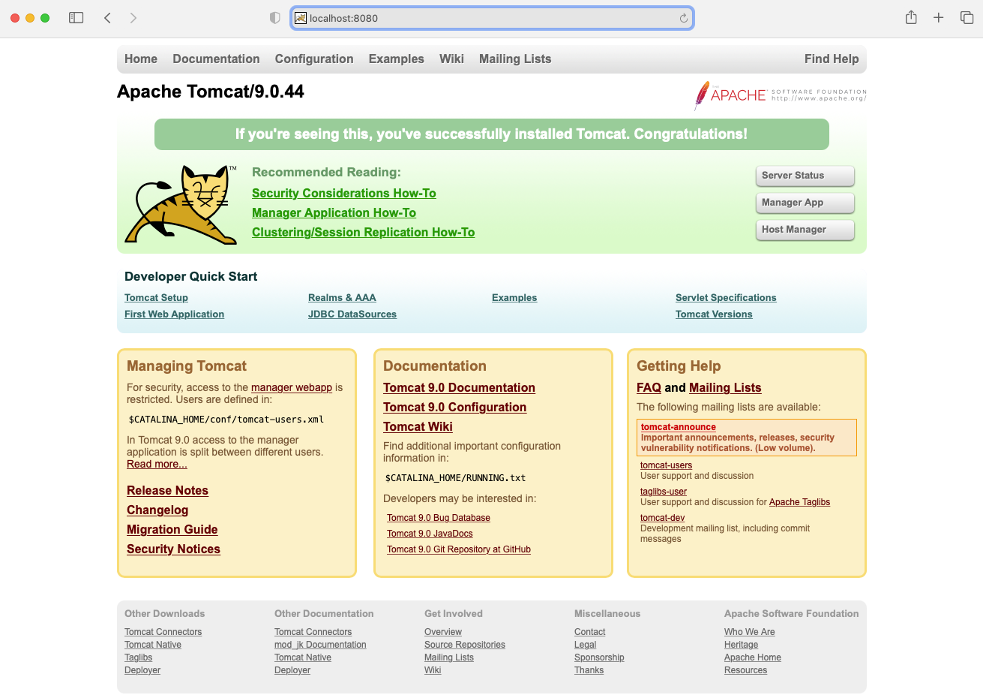 localhost:8080
Home Documentation Configuration Examples Wiki Mailing Lists Find Help
Apache Tomcat/9.0.44
APACHE SOFTWARE FOUNDATION
http://www.apache.org/
If you're seeing this, you've successfully installed Tomcat. Congratulations!
TM
Recommended Reading:
Security Considerations How-To
Manager Application How-To
Clustering/Session Replication How-To
Server Status
Manager App
Host Manager
Developer Quick Start
Tomcat Setup
First Web Application
Realms & AAA
JDBC DataSources
Examples
Servlet Specifications
Tomcat Versions
Managing Tomcat
For security, access to the manager webapp is
restricted. Users are defined in:
$CATALINA_HOME/conf/tomcat-users.xml
In Tomcat 9.0 access to the manager
application is split between different users.
Read more...
Release Notes
Changelog
Migration Guide
Security Notices
Documentation
Tomcat 9.0 Documentation
Tomcat 9.0 Configuration
Tomcat Wiki
Find additional important configuration
information in:
$CATALINA_HOME/RUNNING.txt
Developers may be interested in:
Tomcat 9.0 Bug Database
Tomcat 9.0 JavaDocs
Tomcat 9.0 Git Repository at GitHub
Getting Help
FAQ and Mailing Lists
The following mailing lists are available:
tomcat-announce
Important announcements, releases, security
vulnerability notifications. (Low volume).
tomcat-users
User support and discussion
taglibs-user
User support and discussion for Apache Taglibs
tomcat-dev
Development mailing list, including commit
messages
Other Downloads
Tomcat Connectors
Tomcat Native
Taglibs
Deployer
Other Documentation
Tomcat Connectors
mod_jk Documentation
Tomcat Native
Deployer
Get Involved
Overview
Source Repositories
Mailing Lists
Wiki
Miscellaneous
Contact
Legal
Sponsorship
Thanks
Apache Software Foundation
Who We Are
Heritage
Apache Home
Resources